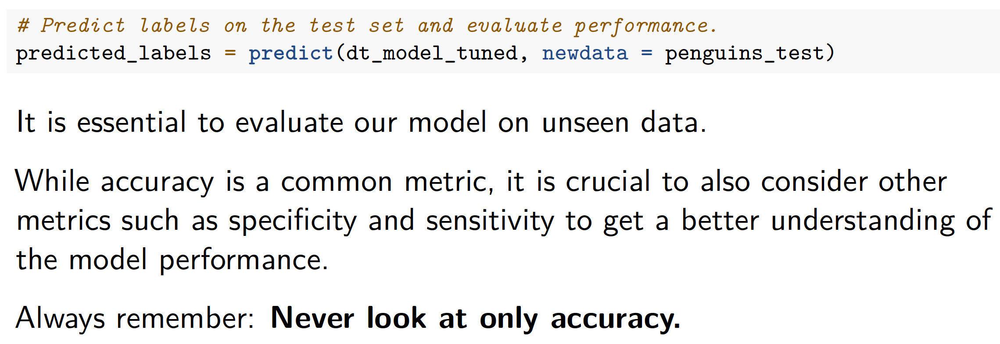 # Predict labels on the test set and evaluate performance.
predicted_labels = predict(dt_model_tuned, newdata = penguins_test)
It is essential to evaluate our model on unseen data.
While accuracy is a common metric, it is crucial to also consider other
metrics such as specificity and sensitivity to get a better understanding of
the model performance.
Always remember: Never look at only accuracy.